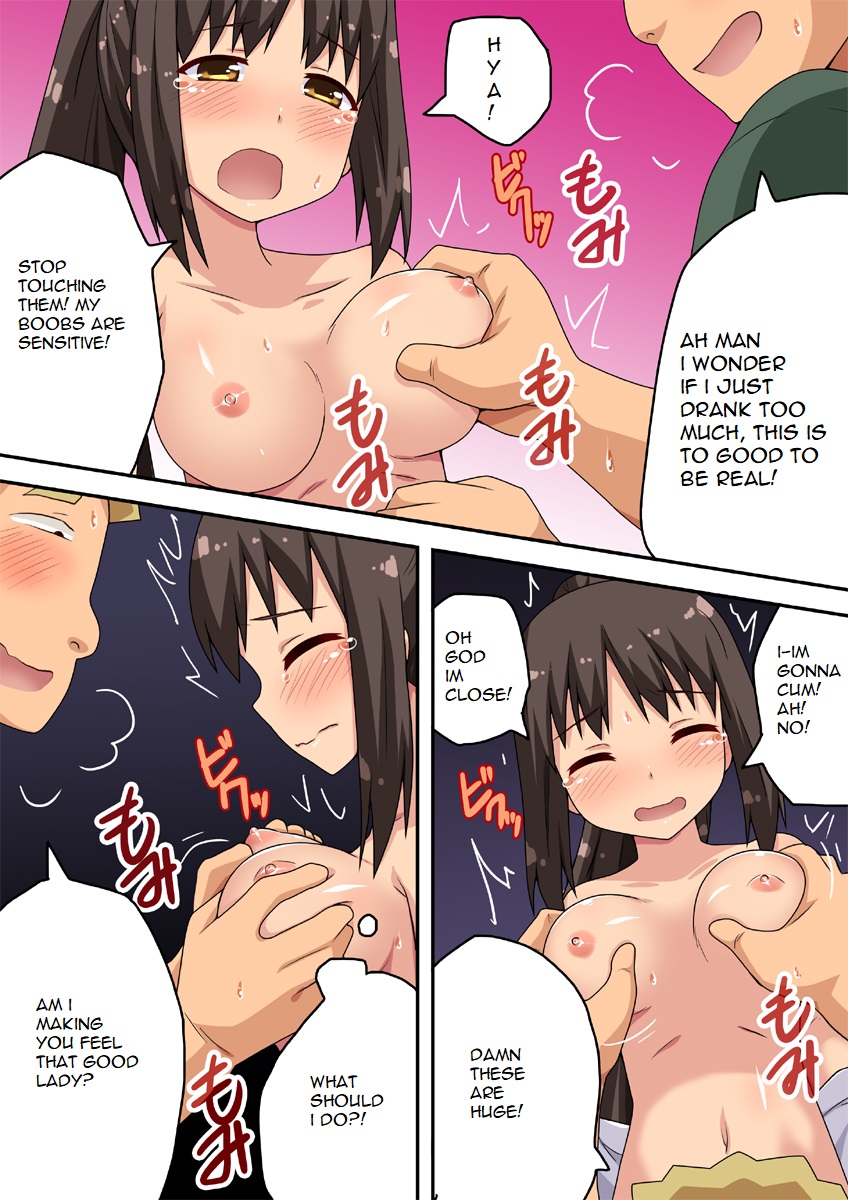 H
Y
A!
ビクッ
もみ
STOP
TOUCHING
THEM! MY
BOOBS ARE
SENSITIVE!
AH MAN
I WONDER
IF I JUST
DRANK TOO
MUCH, THIS IS
TO GOOD TO
BE REAL!
もみ
もみ
ビクッ
もみ
AM I
MAKING
YOU FEEL
THAT GOOD
LADY?
もみ
WHAT
SHOULD
I DO?!
OH
GOD
IM
CLOSE!
I-IM
GONNA
CUM!
AH!
NO!
ビクッ
DAMN
THESE
ARE
HUGE!
もみ